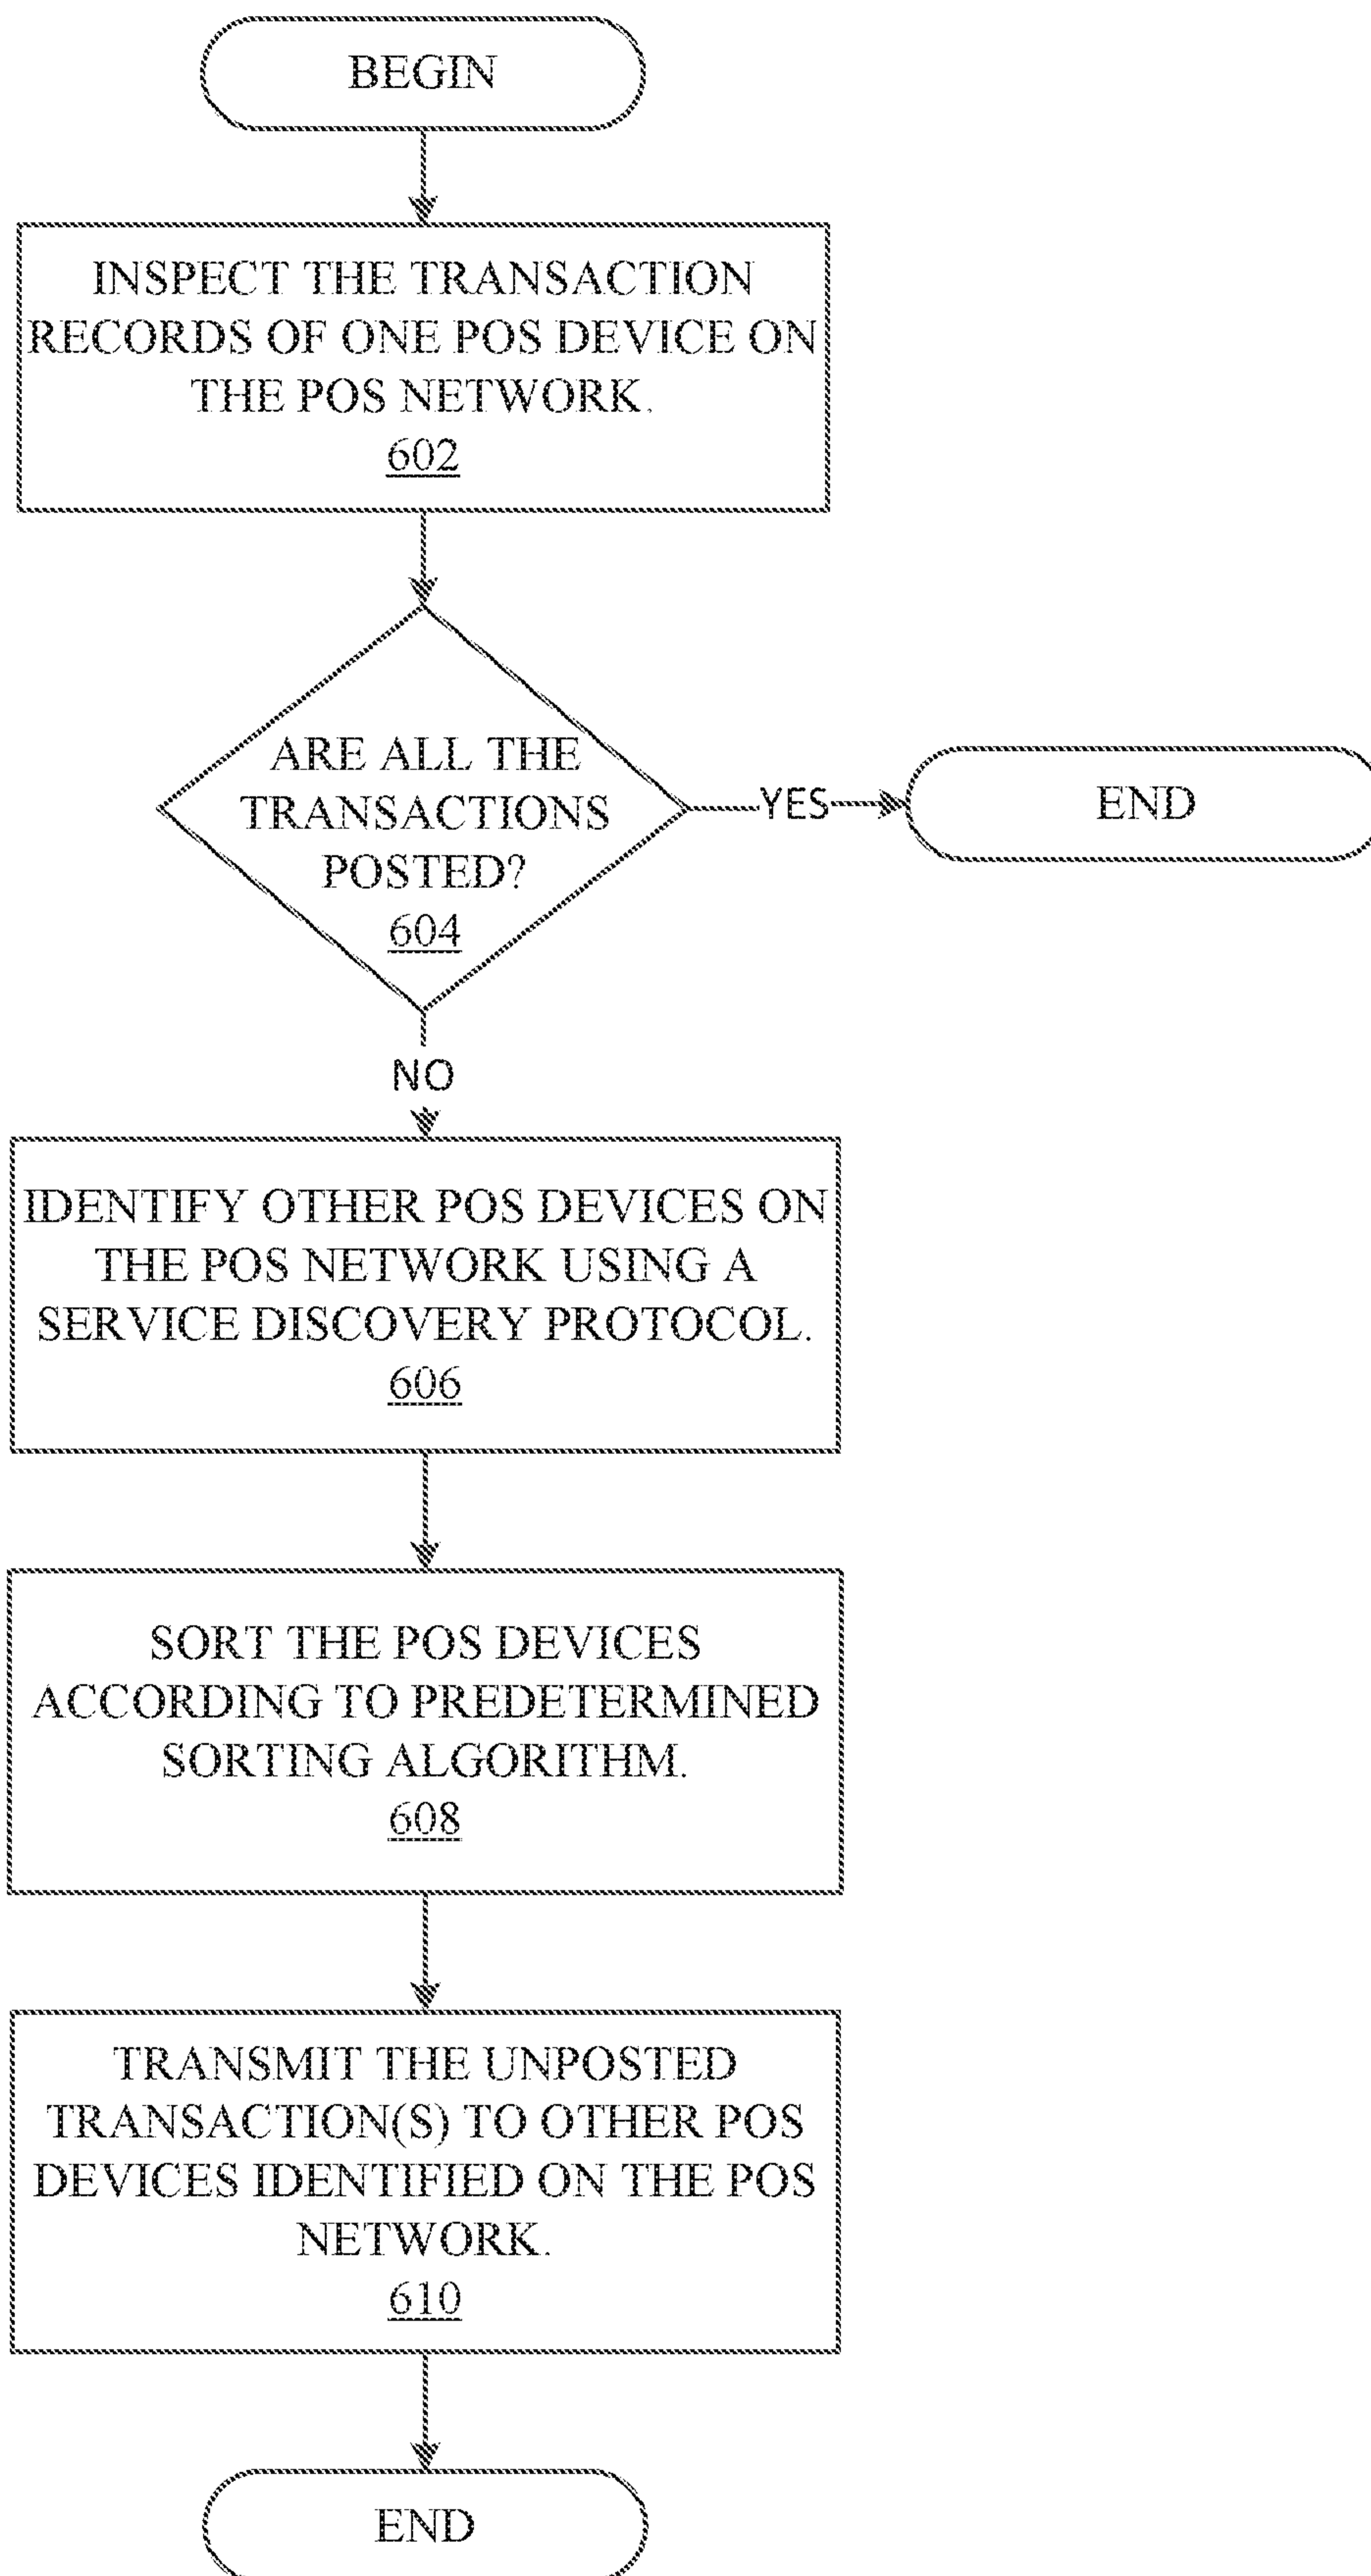 BEGIN
INSPECT THE TRANSACTION
RECORDS OF ONE POS DEVICE ON
THE POS NETWORK.
602
ARE ALL THE
TRANSACTIONS
POSTED?
604
YES
END
NO
IDENTIFY OTHER POS DEVICES ON
THE POS NETWORK USING A
SERVICE DISCOVERY PROTOCOL.
606
SORT THE POS DEVICES
ACCORDING TO PREDETERMINED
SORTING ALGORITHM.
608
TRANSMIT THE UNPOSTED
TRANSACTION(S) TO OTHER POS
DEVICES IDENTIFIED ON THE POS
NETWORK.
610
END